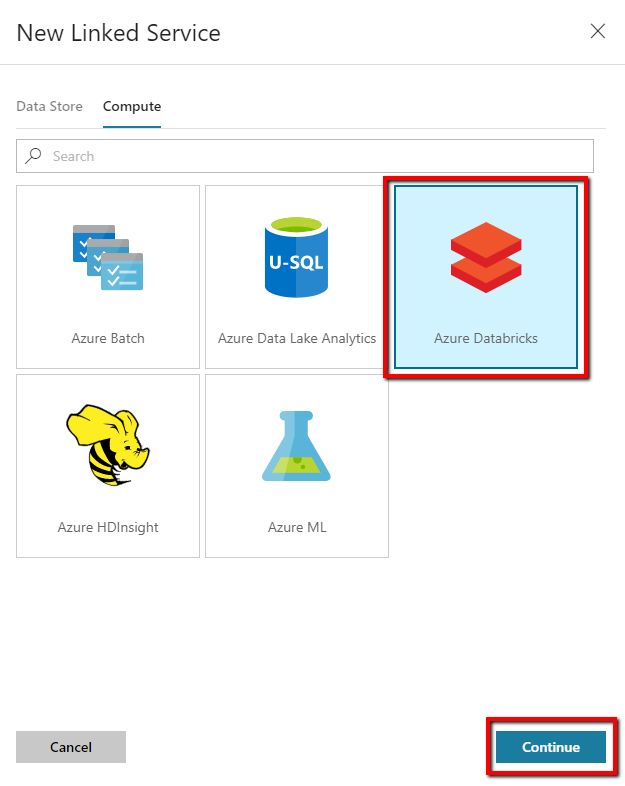 New Linked Service
Data Store
Compute
Search
U-SQL
Azure Batch
Azure Data Lake Analytics
Azure Databricks
Azure HDInsight
Azure ML
Cancel
Continue